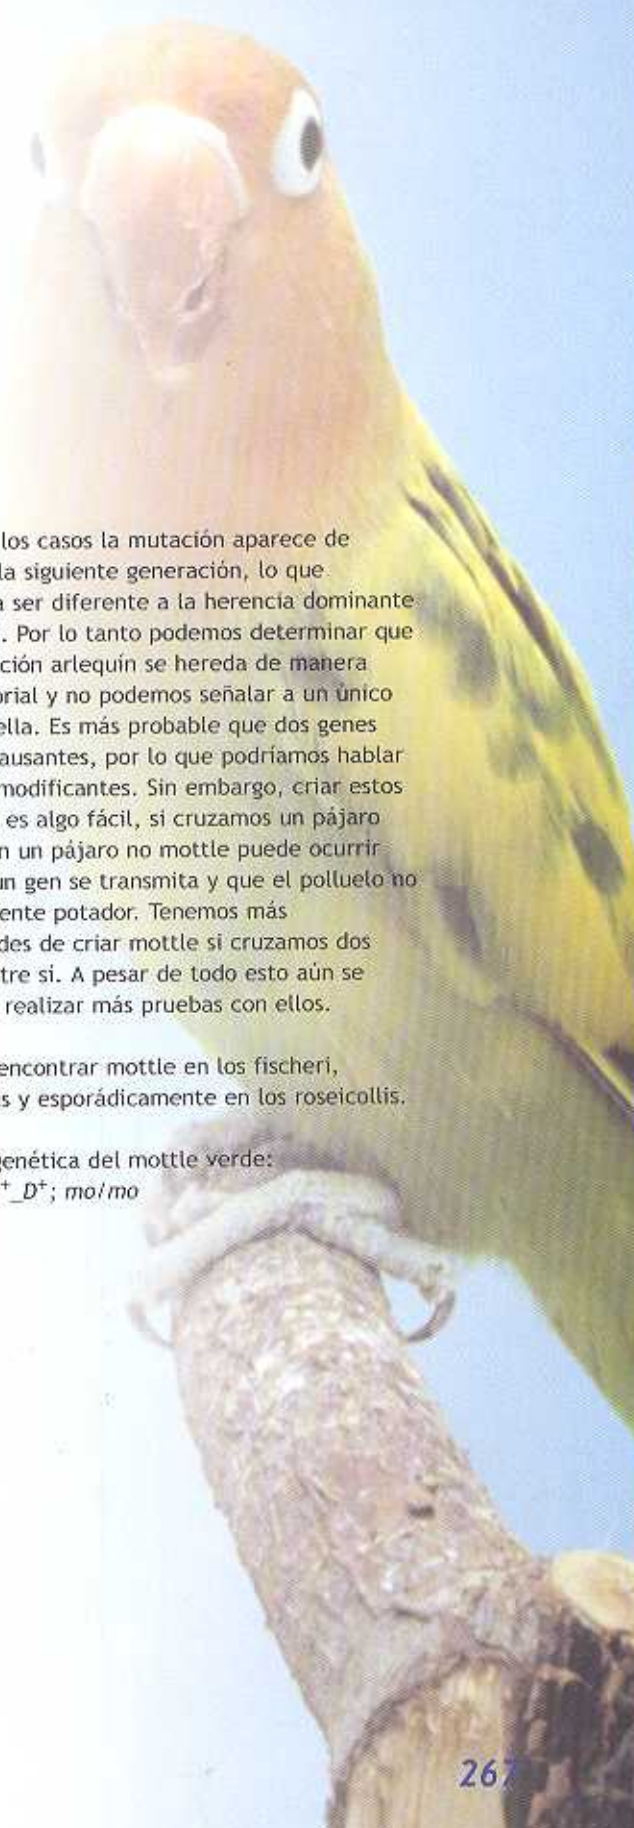 los casos la mutación aparece de
la siguiente generación, lo que
a ser diferente a la herencia dominante
. Por lo tanto podemos determinar que
ción arlequín se hereda de manera
orial y no podemos señalar a un único
ella. Es más probable que dos genes
ausantes, por lo que podríamos hablar
modificantes. Sin embargo, criar estos
es algo fácil, si cruzamos un pájaro
n un pájaro no mottle puede ocurrir
un gen se transmita y que el polluelo no
ente potador. Tenemos más
des de criar mottle si cruzamos dos
tre si. A pesar de todo esto aún se
realizar más pruebas con ellos.
encontrar mottle en los fischeri,
s y esporádicamente en los roseicollis.
genética del mottle verde:
+_D+; mo/mo
267